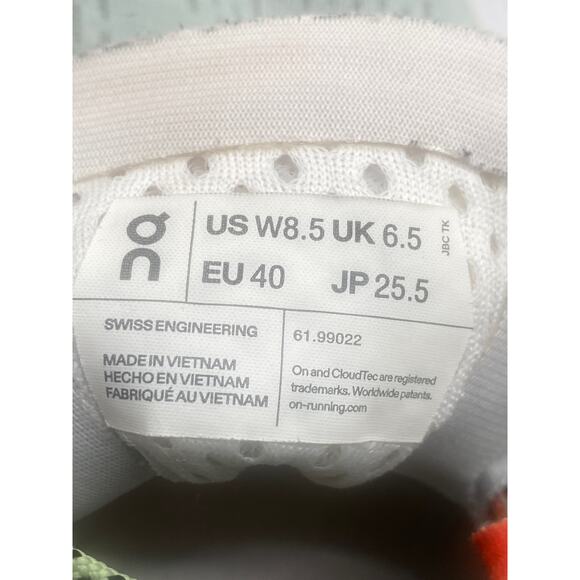 on
US W8.5 UK 6.5
EU 40 JP 25.5
JBC TK
SWISS ENGINEERING
61.99022
MADE IN VIETNAM
HECHO EN VIETNAM
FABRIQUÉ AU VIETNAM
On and CloudTec are registered
trademarks. Worldwide patents.
on-running.com